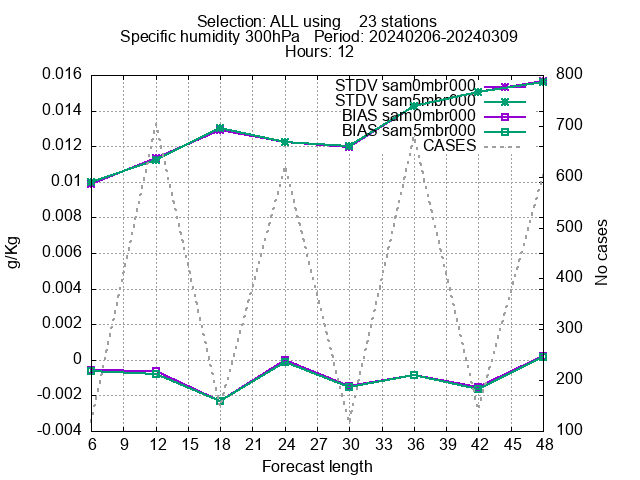 Selection: ALL using    23 stations
Specific humidity 300hPa   Period: 20240206-20240309
Hours: 12
STDV sam0mbr000
STDV sam5mbr000
BIAS sam0mbr000
BIAS sam5mbr000
CASES
0.016
0.014
0.012
0.01
0.008
0.006
0.004
0.002
0
-0.002
-0.004
g/Kg
800
700
600
500
400
300
200
100
No cases
6 9 12 15 18 21 24 27 30 33 36 39 42 45 48
Forecast length